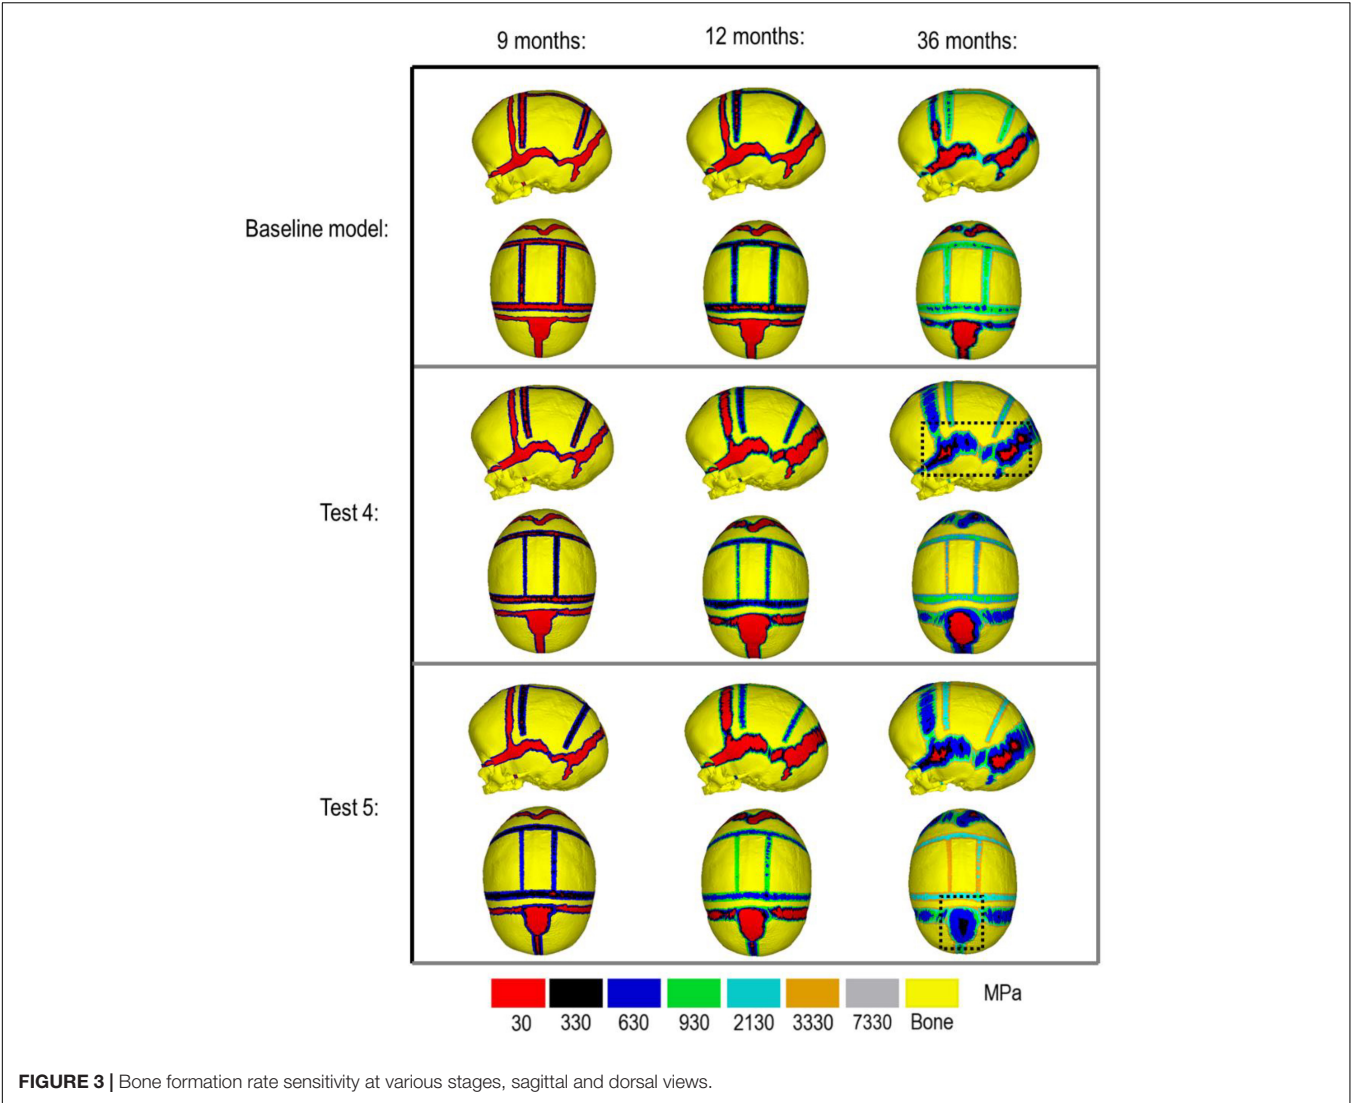 9 months: 12 months: 36 months:
Baseline model:
Test 4:
Test 5:
MPa
30 330 630 930 2130 3330 7330 Bone
FIGURE 3 | Bone formation rate sensitivity at various stages, sagittal and dorsal views.